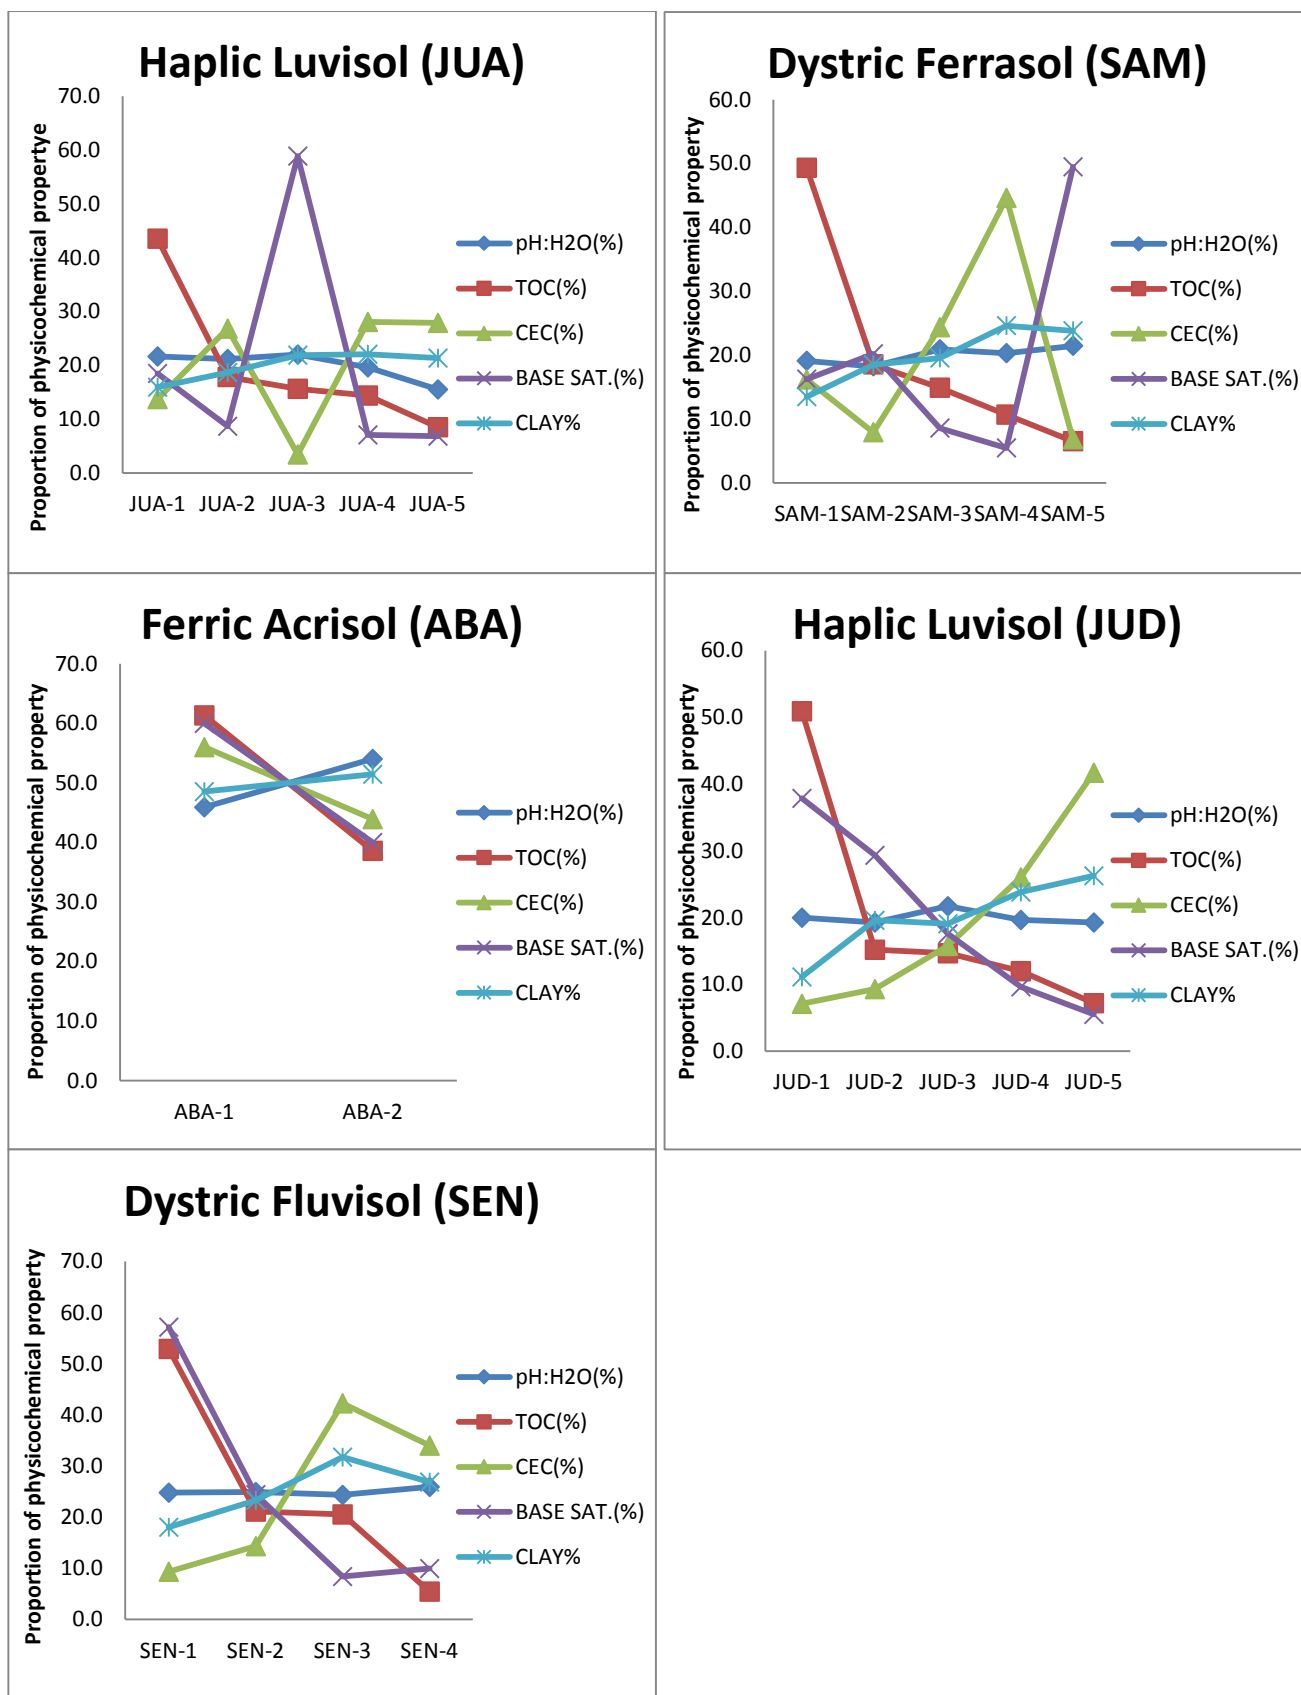 Haplic Luvisol (JUA)
Proportion of physicochemical propertye
70.0
60.0
50.0
40.0
30.0
20.0
10.0
0.0
JUA-1 JUA-2 JUA-3 JUA-4 JUA-5
pH:H2O(%)
TOC(%)
CEC(%)
BASE SAT.(%)
CLAY%
Dystric Ferrasol (SAM)
Proportion of physicochemical property
60.0
50.0
40.0
30.0
20.0
10.0
0.0
SAM-1 SAM-2 SAM-3 SAM-4 SAM-5
pH:H2O(%)
TOC(%)
CEC(%)
BASE SAT.(%)
CLAY%
Ferric Acrisol (ABA)
Proportion of physicochemical property
70.0
60.0
50.0
40.0
30.0
20.0
10.0
0.0
ABA-1 ABA-2
pH:H2O(%)
TOC(%)
CEC(%)
BASE SAT.(%)
CLAY%
Haplic Luvisol (JUD)
Proportion of physicochemical property
60.0
50.0
40.0
30.0
20.0
10.0
0.0
JUD-1 JUD-2 JUD-3 JUD-4 JUD-5
pH:H2O(%)
TOC(%)
CEC(%)
BASE SAT.(%)
CLAY%
Dystric Fluvisol (SEN)
Proportion of physicochemical property
70.0
60.0
50.0
40.0
30.0
20.0
10.0
0.0
SEN-1 SEN-2 SEN-3 SEN-4
pH:H2O(%)
TOC(%)
CEC(%)
BASE SAT.(%)
CLAY%